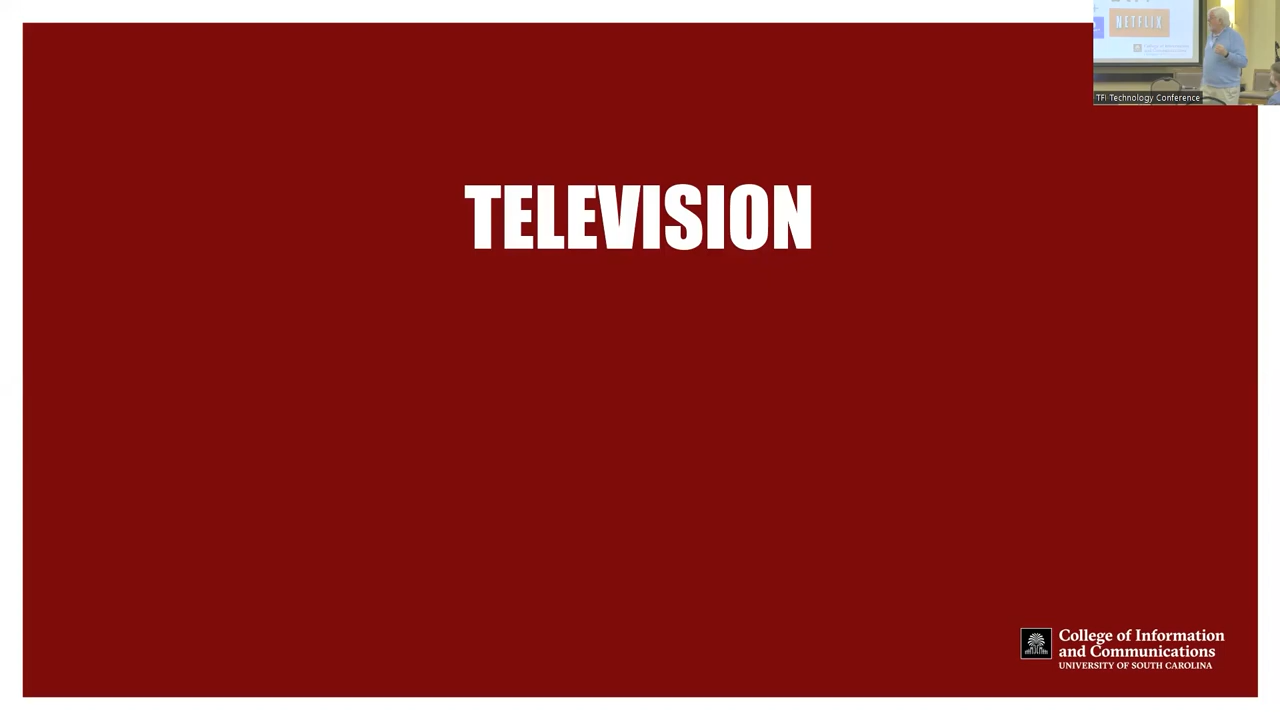 NETFLIX
TFI Technology Conference
TELEVISION
College of Information
and Communications
UNIVERSITY OF SOUTH CAROLINA